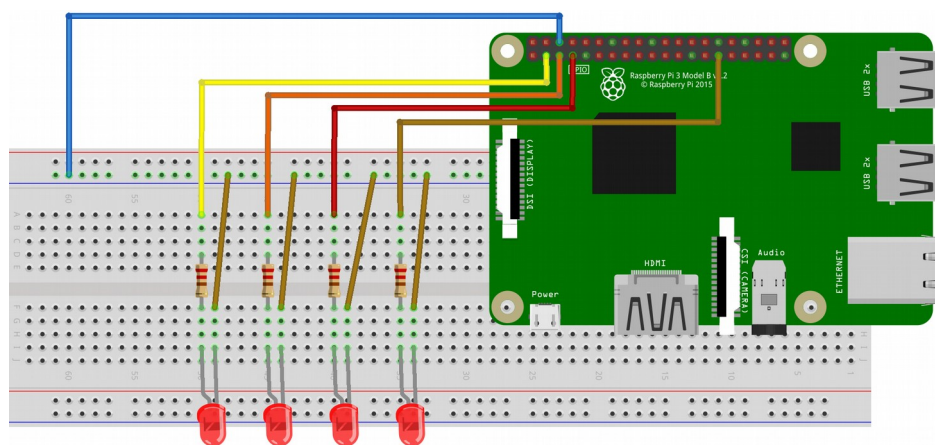 GPIO
Raspberry Pi 3 Model B v1.2
© Raspberry Pi 2015
USB 2x
DSI (DISPLAY)
USB 2x
HDMI
CSI (CAMERA)
Audio
ETHERNET
Power
60
55
30
A
B
C
D
E
F
G
H
I
J
H
I
J
60
25
20
15
10
5
1